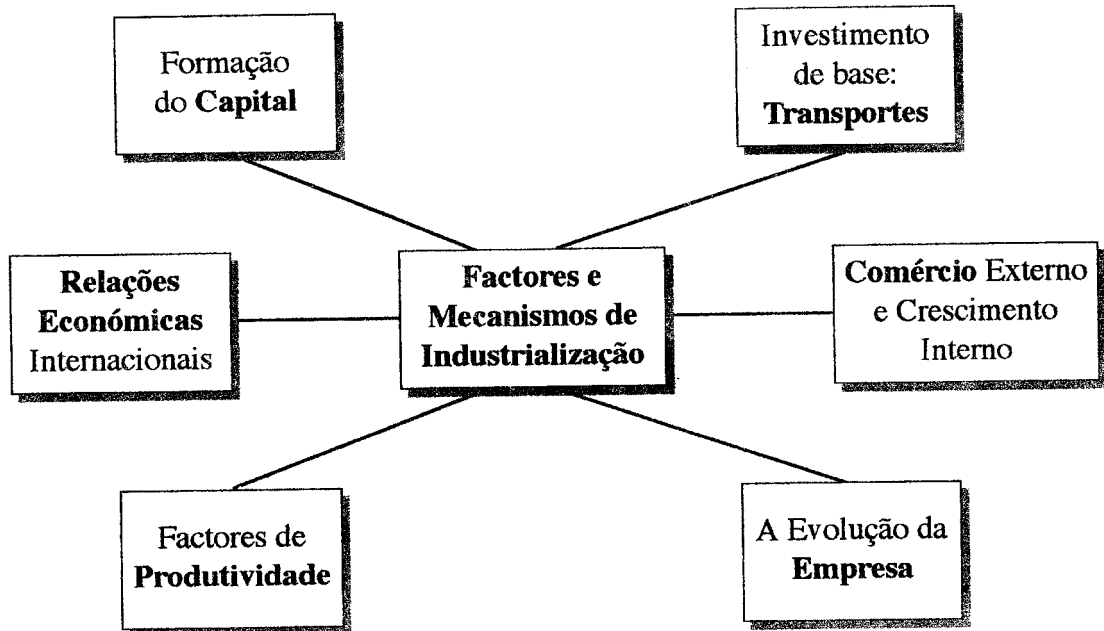 Formação
do Capital
Investimento
de base:
Transportes
Relações
Económicas
Internacionais
Factores e
Mecanismos de
Industrialização
Comércio Externo
e Crescimento
Interno
Factores de
Produtividade
A Evolução da
Empresa